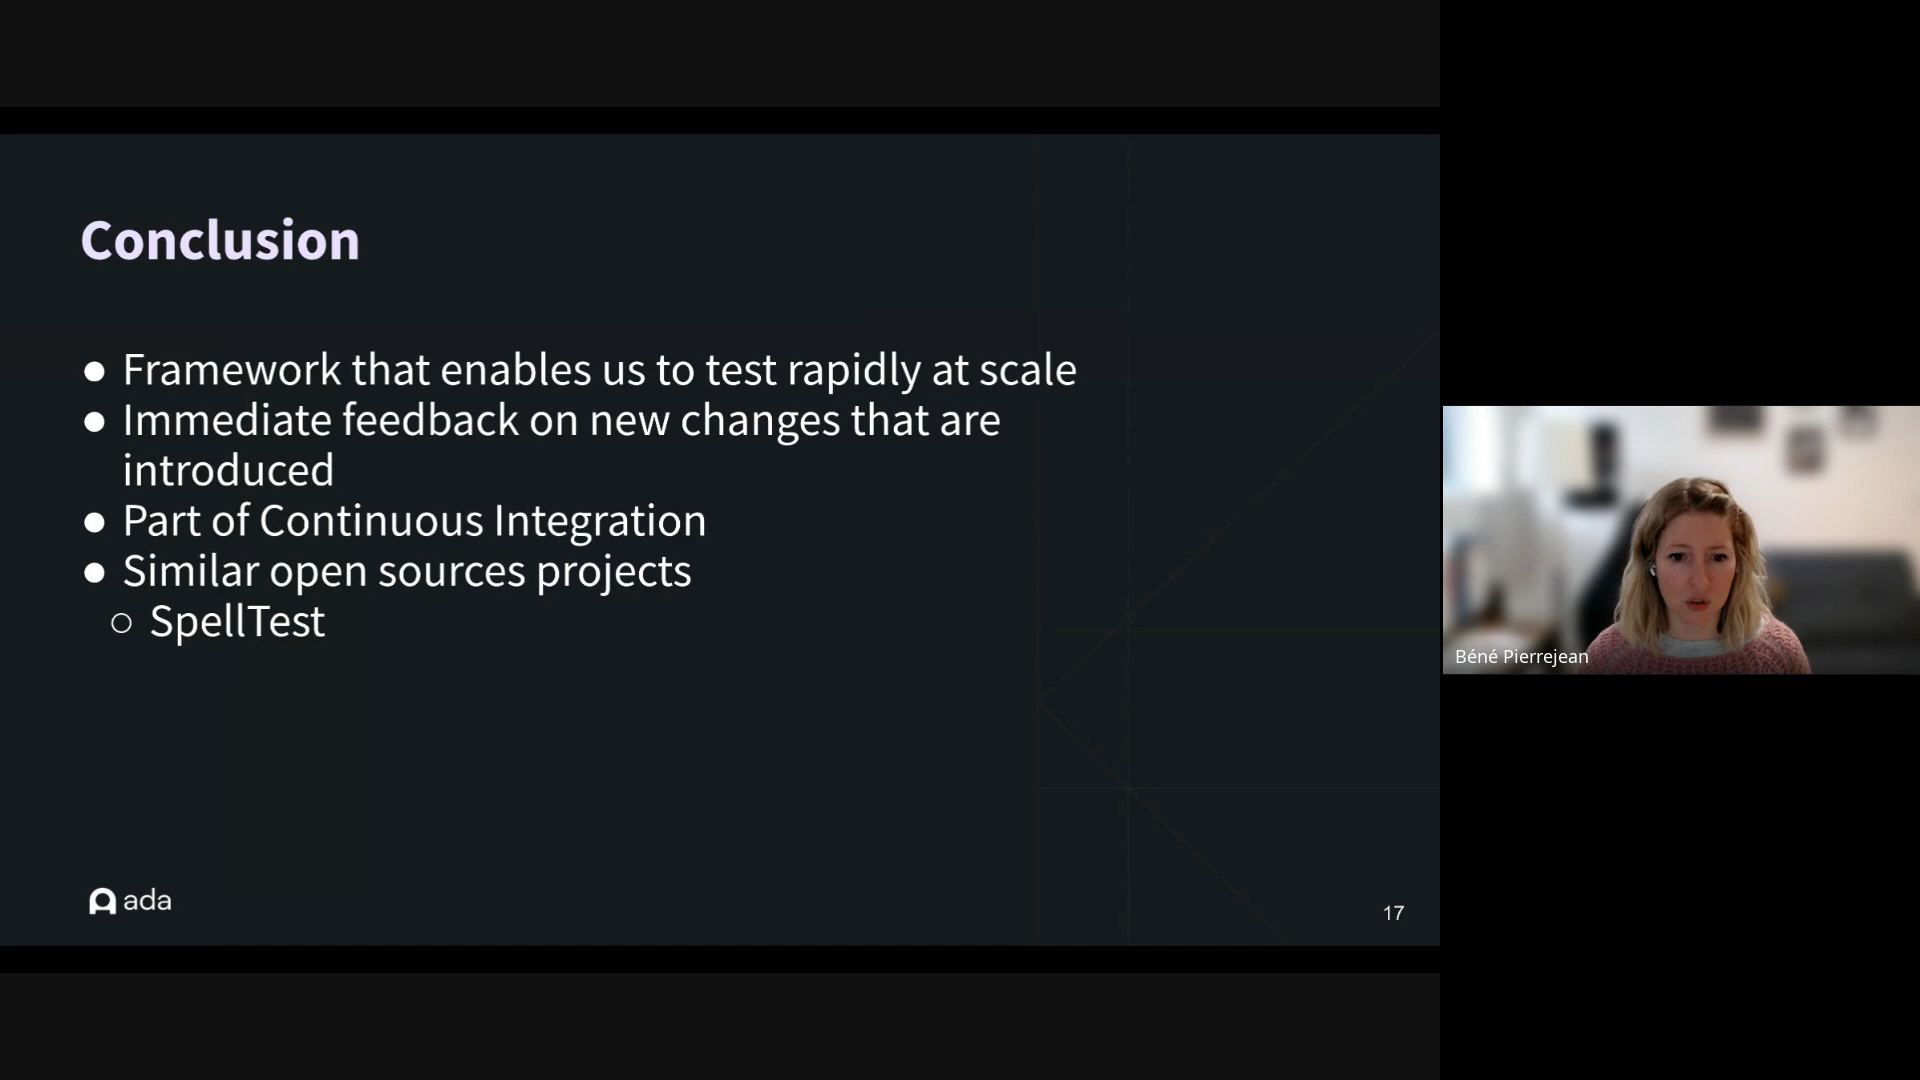 Conclusion
● Framework that enables us to test rapidly at scale
● Immediate feedback on new changes that are
introduced
● Part of Continuous Integration
● Similar open sources projects
○ SpellTest
ada
17
Béné Pierrejean